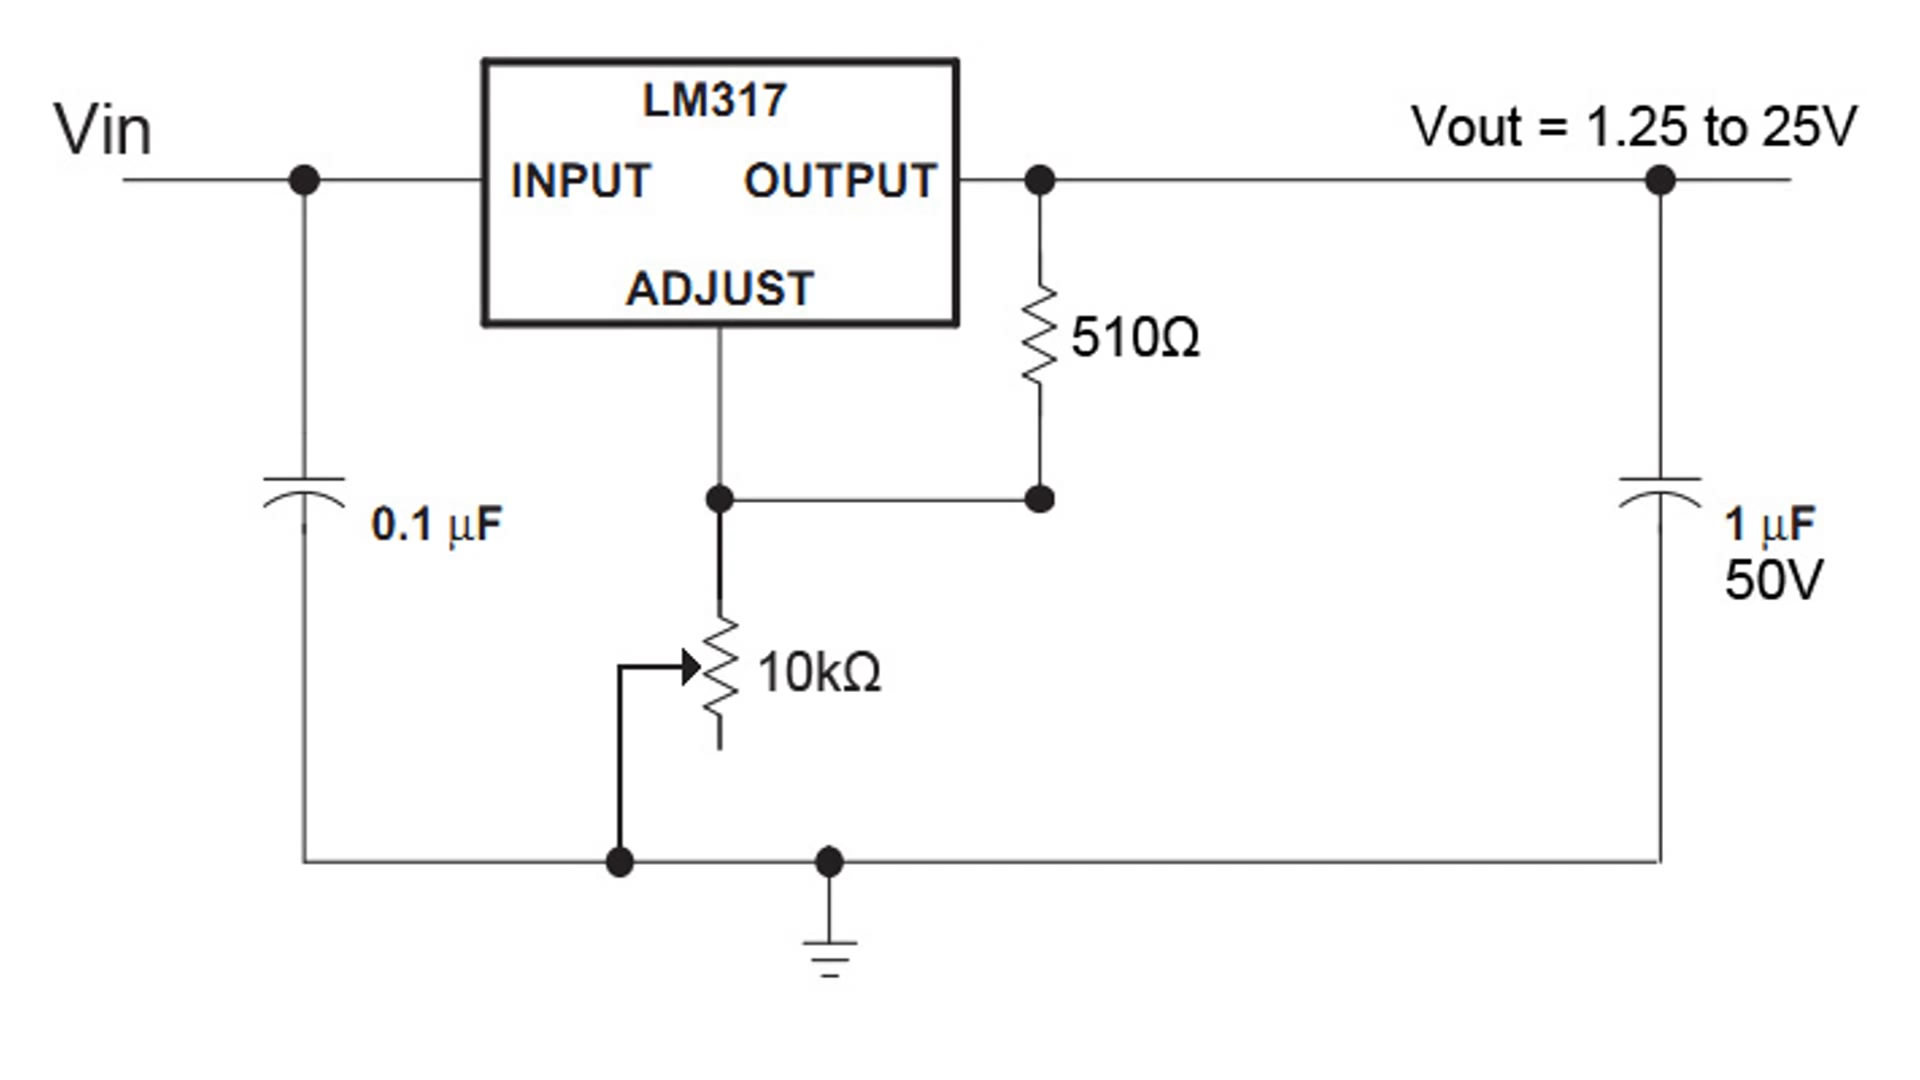 LM317
Vin
Vout = 1.25 to 25V
INPUT OUTPUT
ADJUST
510Ω
0.1 μF
1 μF
50V
10kΩ